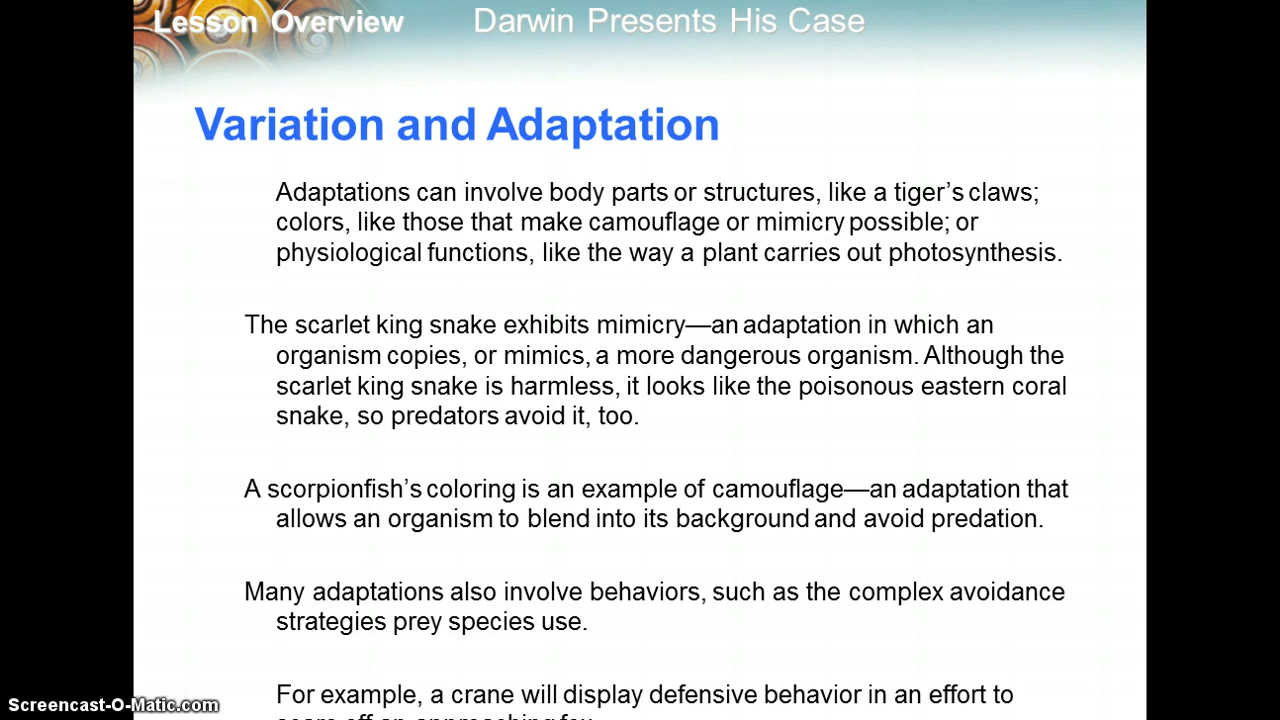 Lesson Overview Darwin Presents His Case
Variation and Adaptation
Adaptations can involve body parts or structures, like a tiger’s claws;
colors, like those that make camouflage or mimicry possible; or
physiological functions, like the way a plant carries out photosynthesis.
The scarlet king snake exhibits mimicry—an adaptation in which an
organism copies, or mimics, a more dangerous organism. Although the
scarlet king snake is harmless, it looks like the poisonous eastern coral
snake, so predators avoid it, too.
A scorpionfish’s coloring is an example of camouflage—an adaptation that
allows an organism to blend into its background and avoid predation.
Many adaptations also involve behaviors, such as the complex avoidance
strategies prey species use.
For example, a crane will display defensive behavior in an effort to
Screencast-O-Matic.com